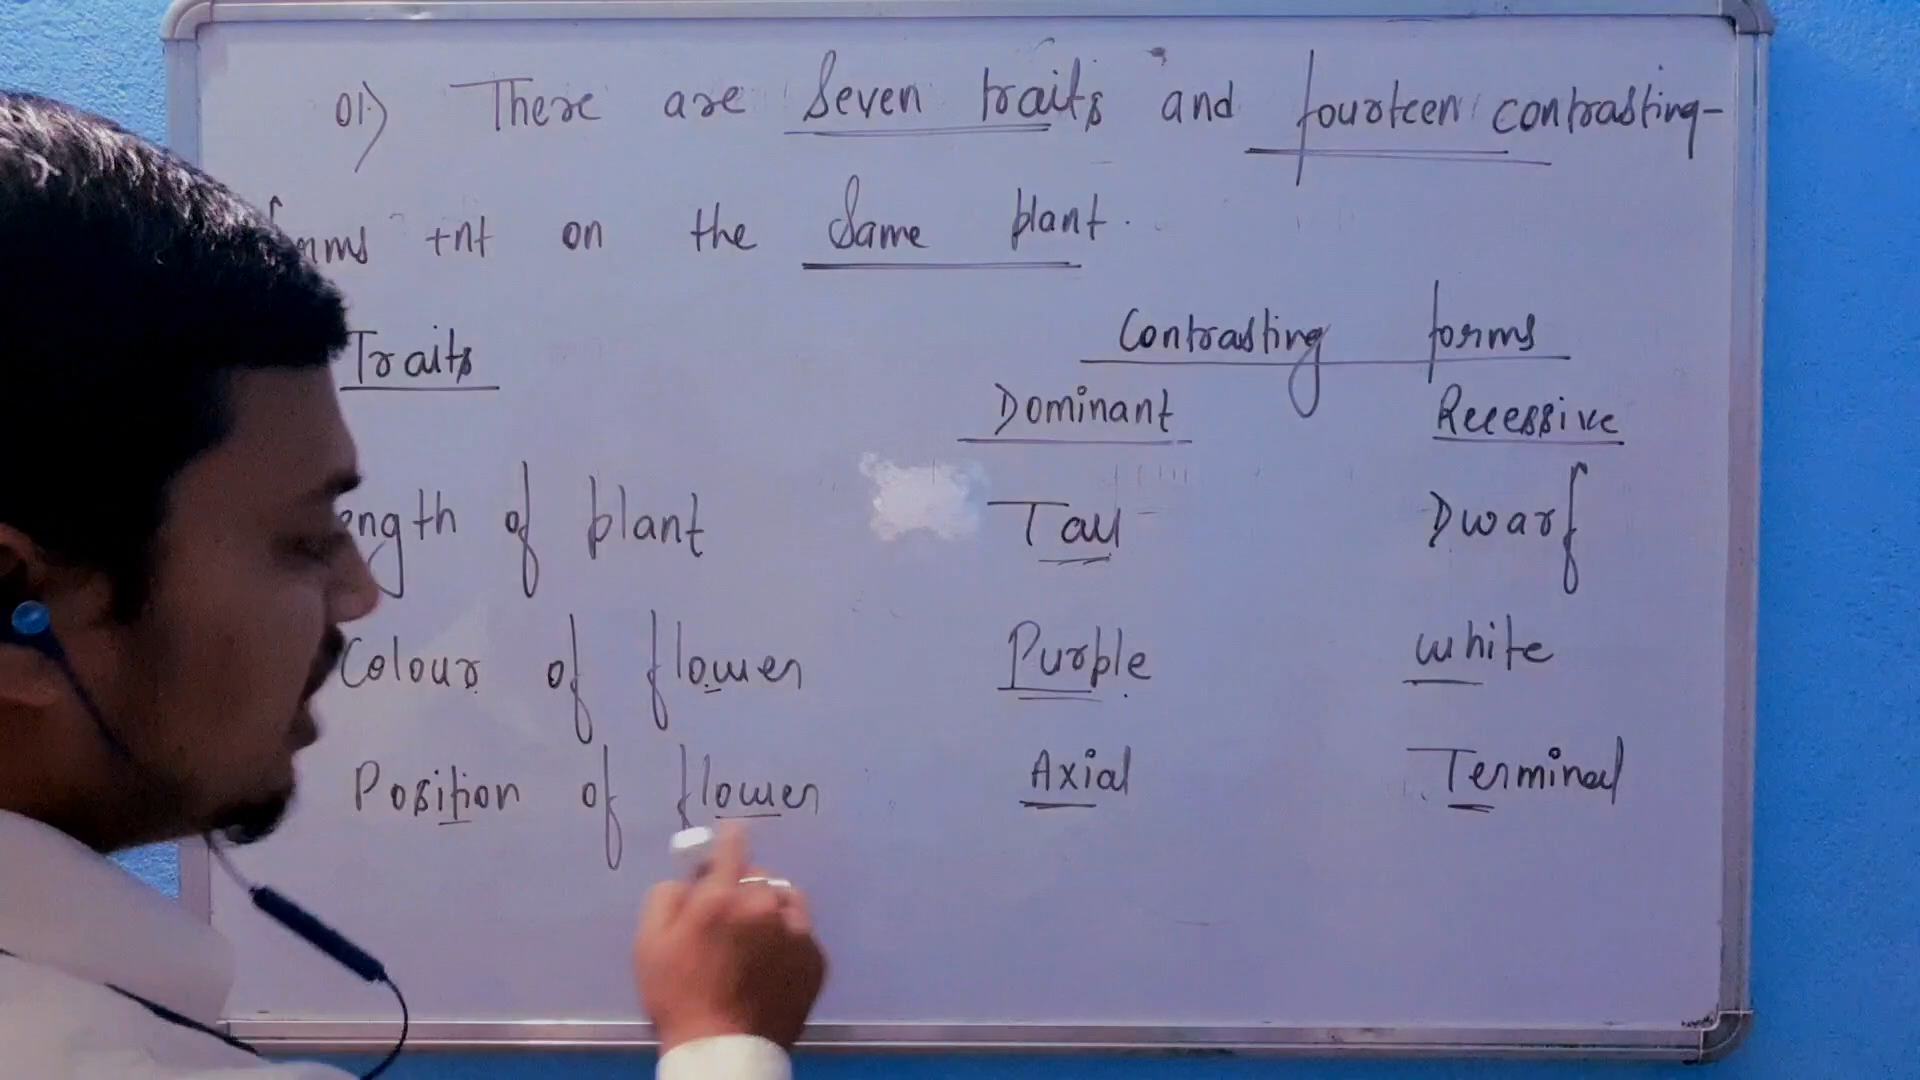 01) There are Seven traits and fourteen contrasting-
forms +nt on the Same plant.
Traits Contrasting forms
Dominant Recessive
ength of plant Tall Dwarf
Colour of flower Purple white
Position of flower Axial Terminal